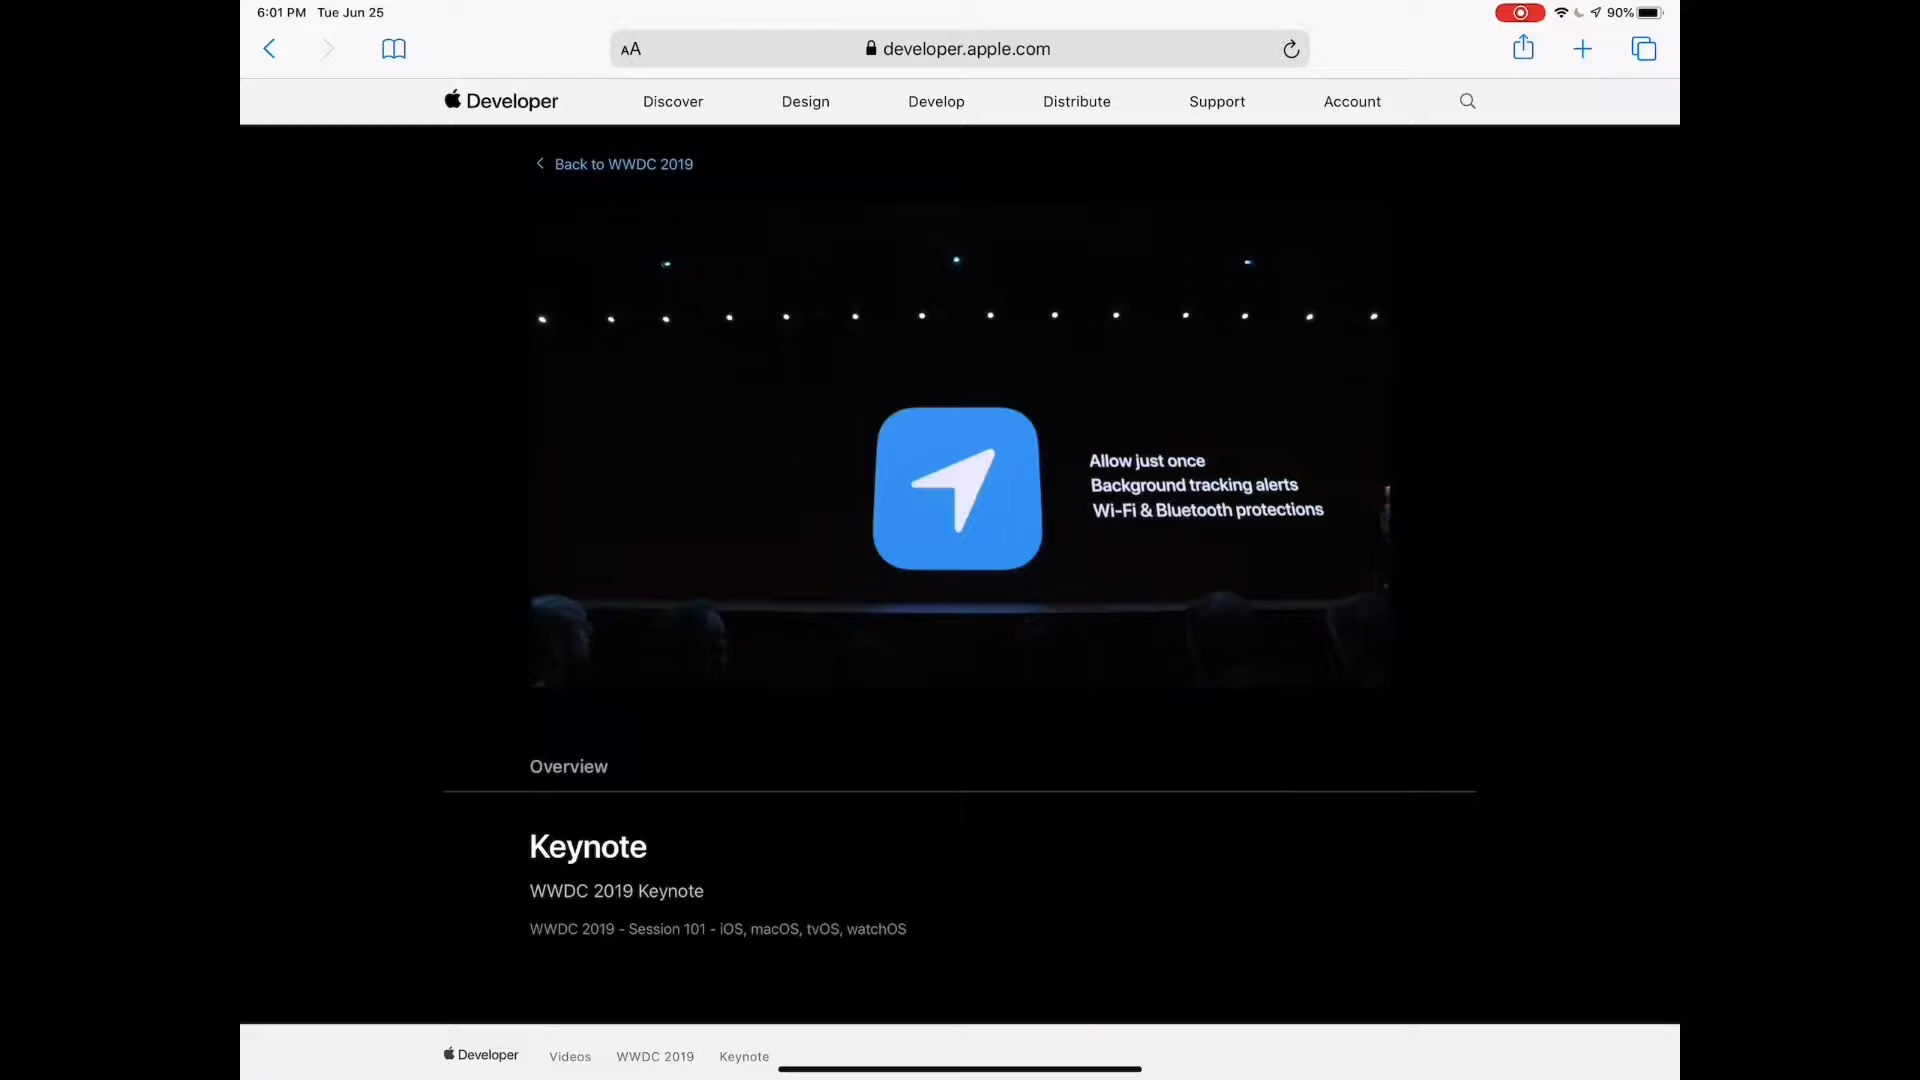 6:01 PM Tue Jun 25
90%
AA
developer.apple.com
Developer
Discover
Design
Develop
Distribute
Support
Account
Back to WWDC 2019
Allow just once
Background tracking alerts
Wi-Fi & Bluetooth protections
Overview
Keynote
WWDC 2019 Keynote
WWDC 2019 - Session 101 - iOS, macOS, tvOS, watchOS
Developer
Videos
WWDC 2019
Keynote